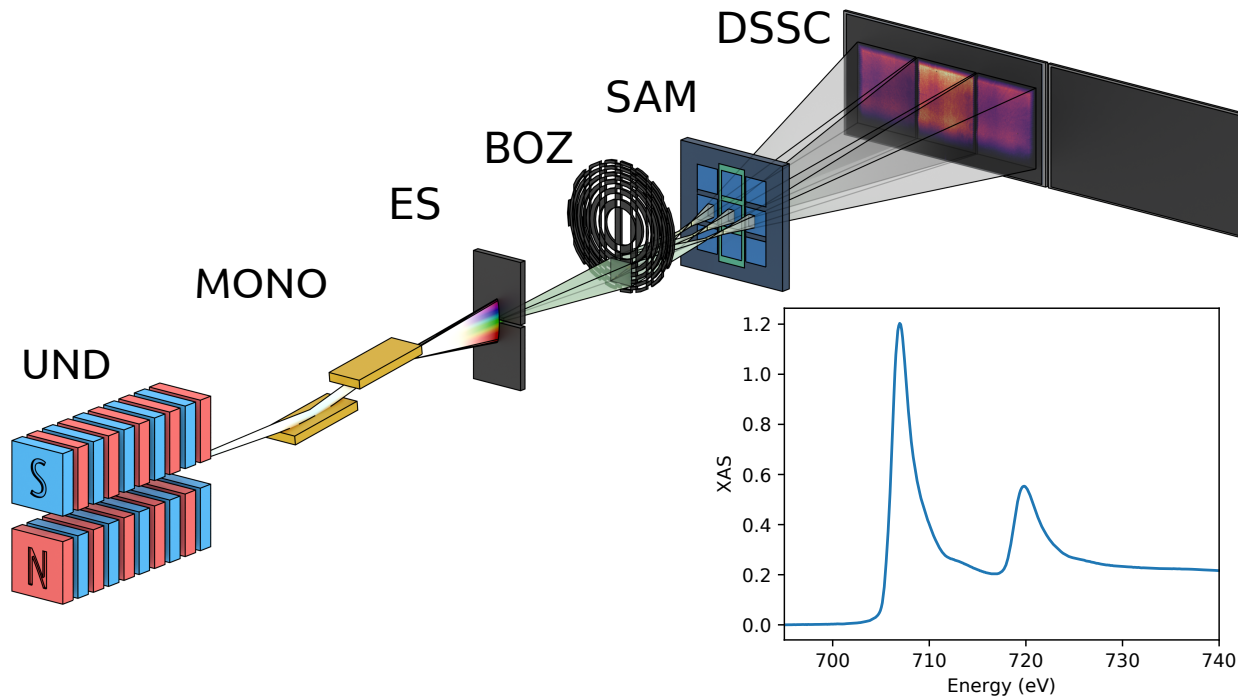 DSSC
SAM
BOZ
ES
MONO
UND
S
N
XAS
1.2
1.0
0.8
0.6
0.4
0.2
0.0
700
710
720
730
740
Energy (eV)